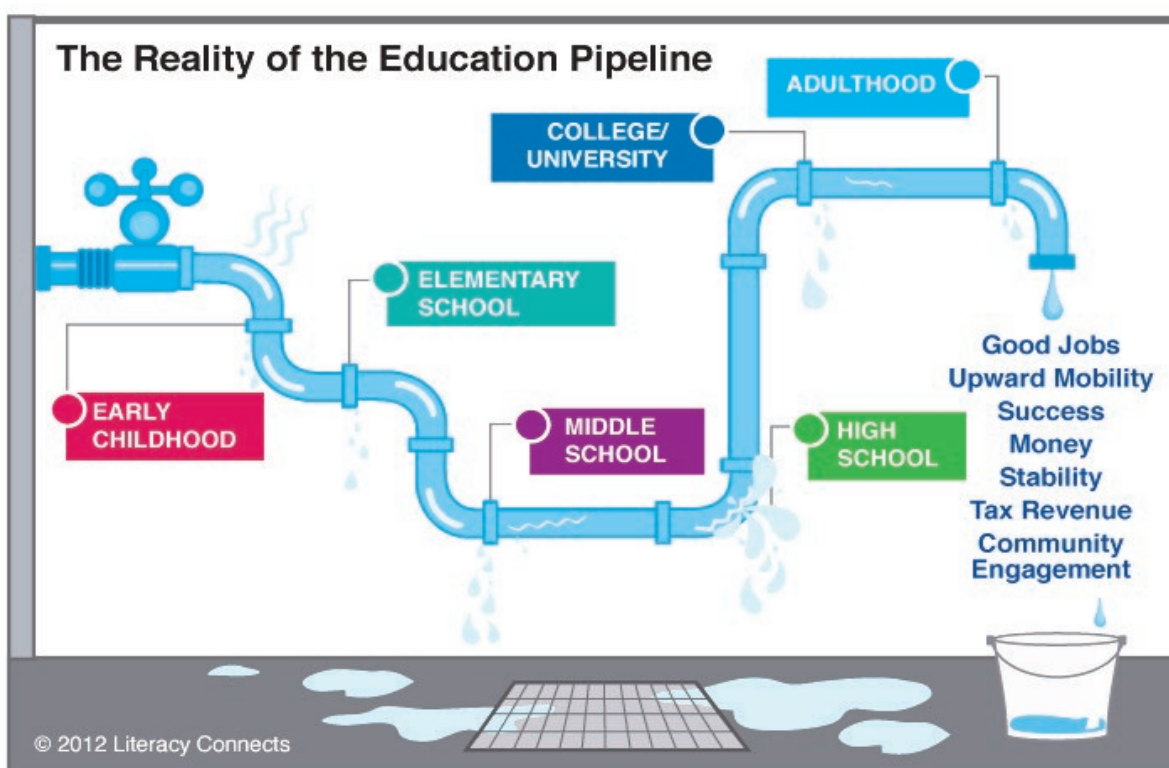 The Reality of the Education Pipeline
ADULTHOOD
COLLEGE/
UNIVERSITY
ELEMENTARY
SCHOOL
EARLY
CHILDHOOD
MIDDLE
SCHOOL
HIGH
SCHOOL
Good Jobs
Upward Mobility
Success
Money
Stability
Tax Revenue
Community
Engagement
© 2012 Literacy Connects